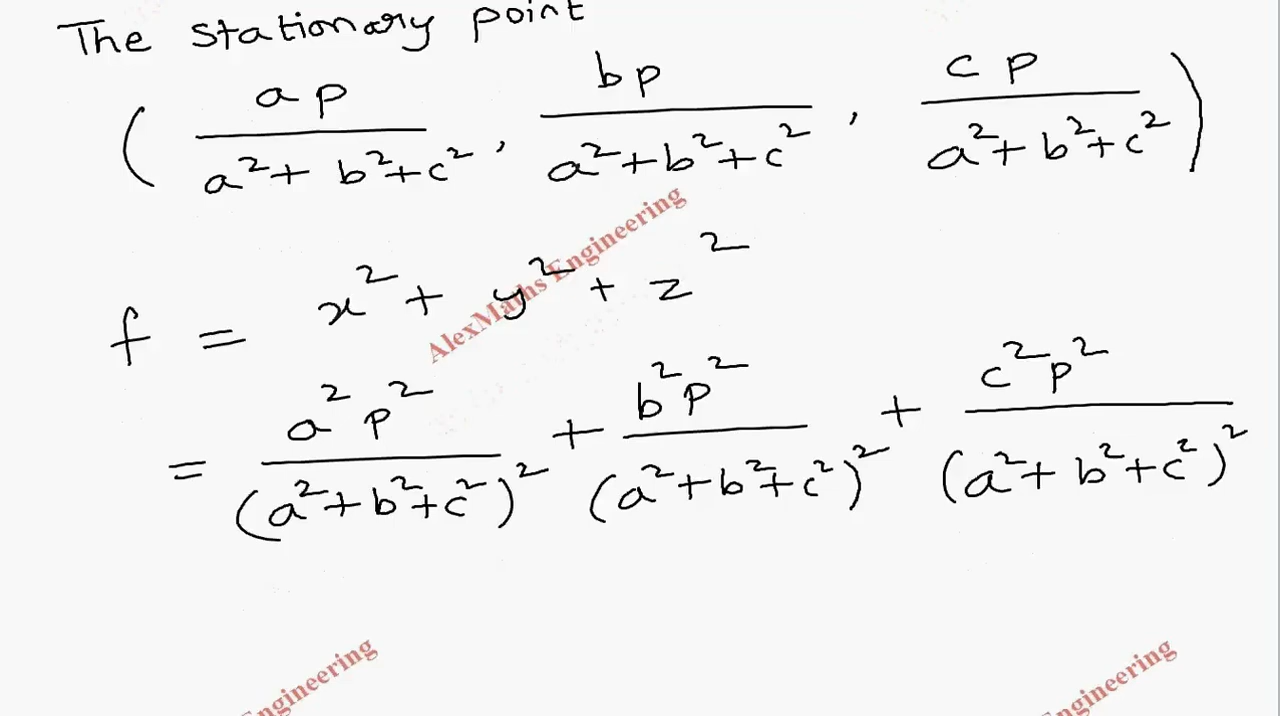 The stationary point
( ap / (a²+b²+c²) , bp / (a²+b²+c²) , cp / (a²+b²+c²) )
f = x² + y² + z²
= a²p² / (a²+b²+c²)² + b²p² / (a²+b²+c²)² + c²p² / (a²+b²+c²)²
AlexMaths Engineering
Engineering
Engineering